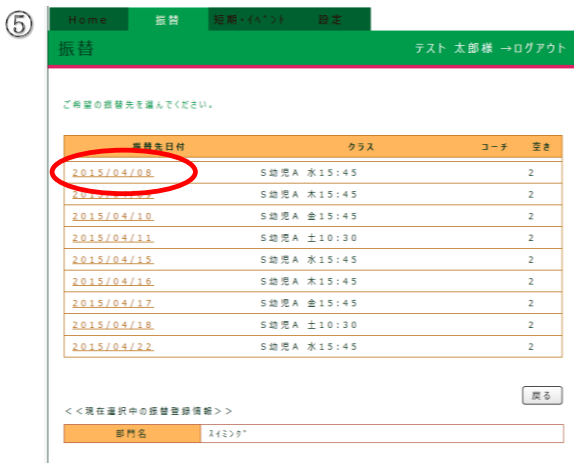 ⑤
Home 振替 短期・ｲﾍﾞﾝﾄ 設定
振替 テスト 太郎様 →ログアウト
ご希望の振替先を選んでください。
振替先日付 クラス コーチ 空き
2015/04/08 S幼児A 水15:45 2
2015/04/09 S幼児A 木15:45 2
2015/04/10 S幼児A 金15:45 2
2015/04/11 S幼児A 土10:30 2
2015/04/15 S幼児A 水15:45 2
2015/04/16 S幼児A 木15:45 2
2015/04/17 S幼児A 金15:45 2
2015/04/18 S幼児A 土10:30 2
2015/04/22 S幼児A 水15:45 2
戻る
<<現在選択中の振替登録情報>>
部門名 ｽｲﾐﾝｸﾞ